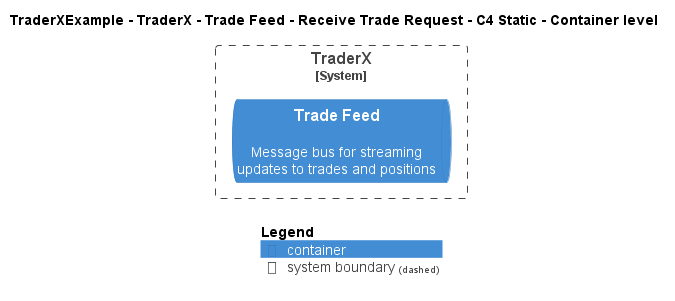 TraderXExample - TraderX - Trade Feed - Receive Trade Request - C4 Static - Container level
TraderX
[System]
Trade Feed
Message bus for streaming
updates to trades and positions
Legend
container
system boundary (dashed)